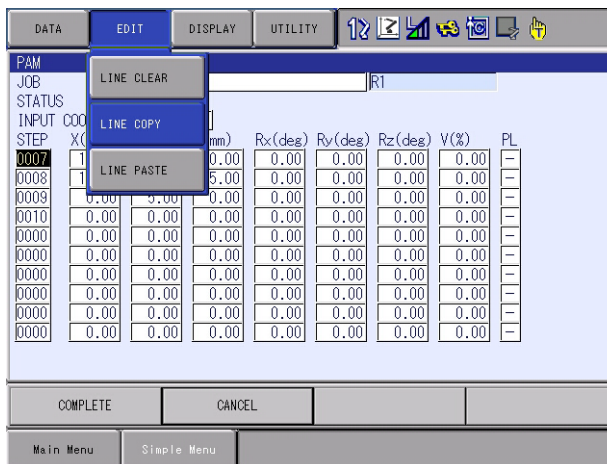 DATA EDIT DISPLAY UTILITY
PAM
LINE CLEAR
JOB R1
STATUS
INPUT
LINE COPY
STEP X( mm) Rx(deg) Ry(deg) Rz(deg) V(%) PL
0007 0.00 0.00 0.00 0.00 0.00 -
LINE PASTE
0008 5.00 0.00 0.00 0.00 0.00 -
0009 0.00 5.00 0.00 0.00 0.00 0.00 0.00 -
0010 0.00 0.00 0.00 0.00 0.00 0.00 0.00 -
0000 0.00 0.00 0.00 0.00 0.00 0.00 0.00 -
0000 0.00 0.00 0.00 0.00 0.00 0.00 0.00 -
0000 0.00 0.00 0.00 0.00 0.00 0.00 0.00 -
0000 0.00 0.00 0.00 0.00 0.00 0.00 0.00 -
0000 0.00 0.00 0.00 0.00 0.00 0.00 0.00 -
0000 0.00 0.00 0.00 0.00 0.00 0.00 0.00 -
COMPLETE CANCEL
Main Menu Simple Menu